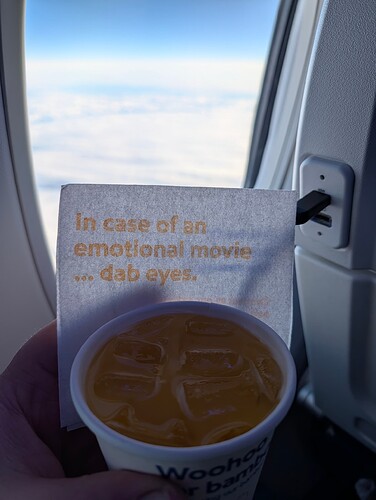 in case of an
emotional movie
... dab eyes.
Woohoo